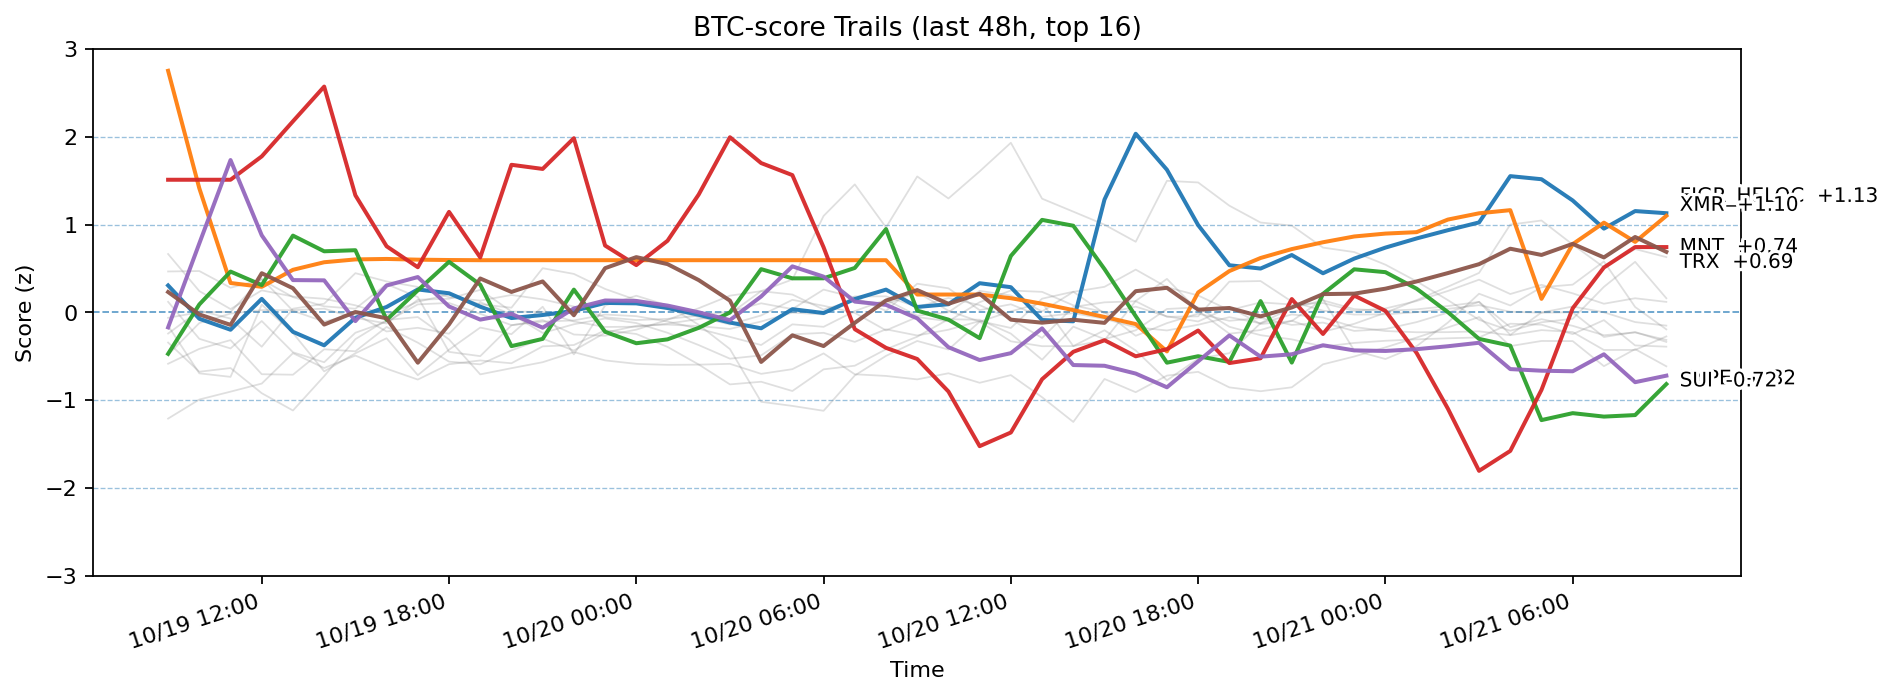 BTC-score Trails (last 48h, top 16)
Score (z)
3
2
1
0
−1
−2
−3
+1.13
XMR +1.10
MNT +0.74
TRX +0.69
SUI −0.72
10/19 12:00
10/19 18:00
10/20 00:00
10/20 06:00
10/20 12:00
10/20 18:00
10/21 00:00
10/21 06:00
Time